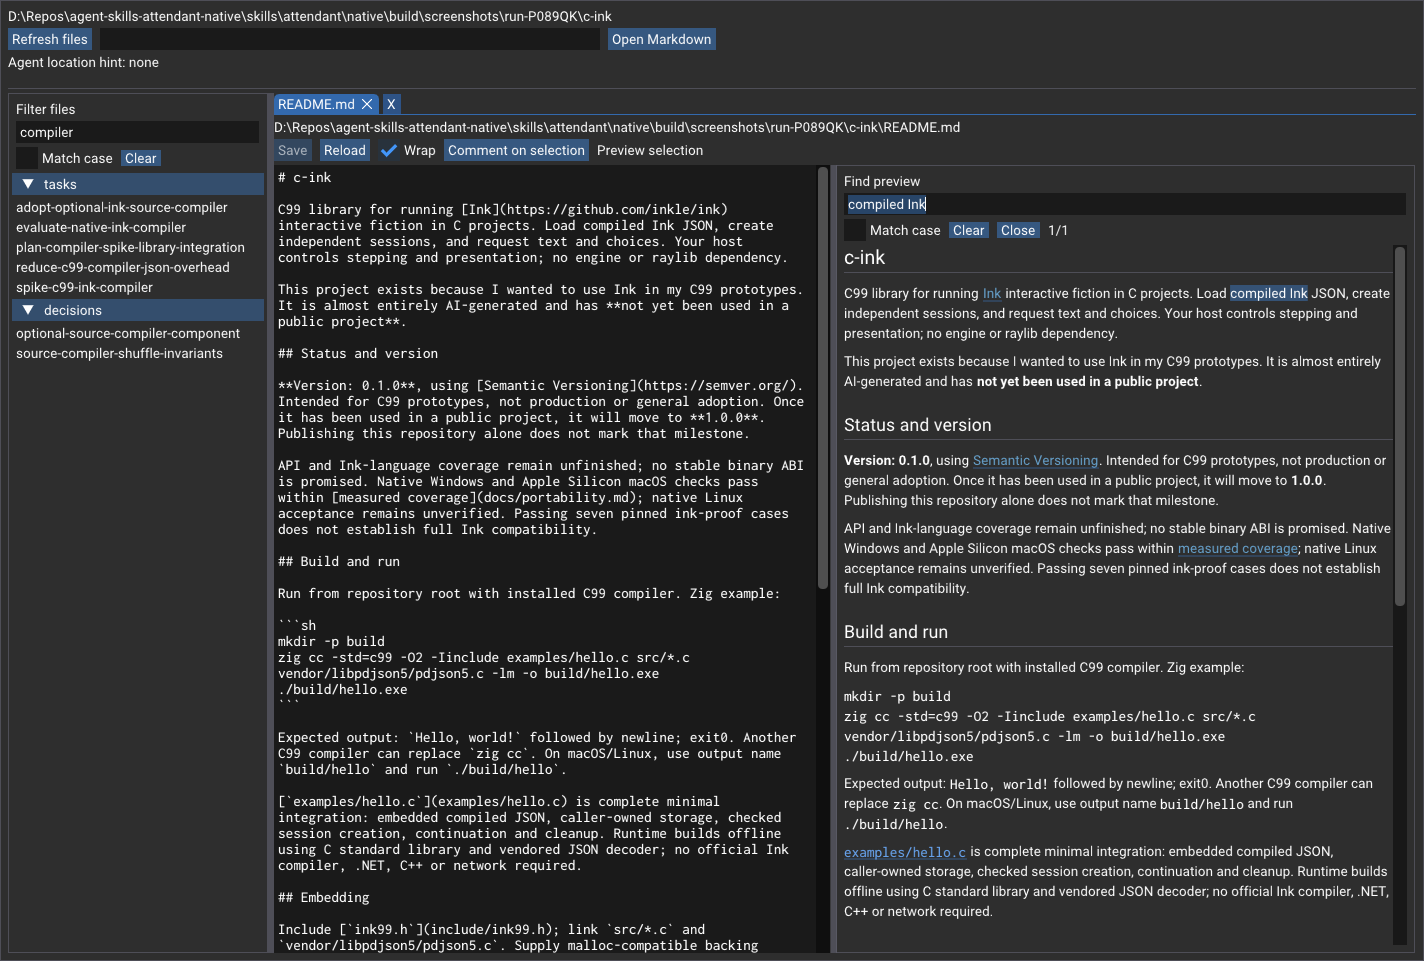 D:\Repos\agent-skills-attendant-native\skills\attendant\native\build\screenshots\run-P089QK\c-ink
Refresh files
Open Markdown
Agent location hint: none
Filter files
compiler
Match case
Clear
tasks
adopt-optional-ink-source-compiler
evaluate-native-ink-compiler
plan-compiler-spike-library-integration
reduce-c99-compiler-json-overhead
spike-c99-ink-compiler
decisions
optional-source-compiler-component
source-compiler-shuffle-invariants
README.md
X
D:\Repos\agent-skills-attendant-native\skills\attendant\native\build\screenshots\run-P089QK\c-ink\README.md
Save
Reload
Wrap
Comment on selection
Preview selection
# c-ink

C99 library for running [Ink](https://github.com/inkle/ink)
interactive fiction in C projects. Load compiled Ink JSON, create
independent sessions, and request text and choices. Your host
controls stepping and presentation; no engine or raylib dependency.

This project exists because I wanted to use Ink in my C99 prototypes.
It is almost entirely AI-generated and has **not yet been used in a
public project**.

## Status and version

**Version: 0.1.0**, using [Semantic Versioning](https://semver.org/).
Intended for C99 prototypes, not production or general adoption. Once
it has been used in a public project, it will move to **1.0.0**.
Publishing this repository alone does not mark that milestone.

API and Ink-language coverage remain unfinished; no stable binary ABI
is promised. Native Windows and Apple Silicon macOS checks pass
within [measured coverage](docs/portability.md); native Linux
acceptance remains unverified. Passing seven pinned ink-proof cases
does not establish full Ink compatibility.

## Build and run

Run from repository root with installed C99 compiler. Zig example:

```sh
mkdir -p build
zig cc -std=c99 -O2 -Iinclude examples/hello.c src/*.c
vendor/libpdjson5/pdjson5.c -lm -o build/hello.exe
./build/hello.exe
```

Expected output: `Hello, world!` followed by newline; exit0. Another
C99 compiler can replace `zig cc`. On macOS/Linux, use output name
`build/hello` and run `./build/hello`.

[`examples/hello.c`](examples/hello.c) is complete minimal
integration: embedded compiled JSON, caller-owned storage, checked
session creation, continuation and cleanup. Runtime builds offline
using C standard library and vendored JSON decoder; no official Ink
compiler, .NET, C++ or network required.

## Embedding

Include [`ink99.h`](include/ink99.h); link `src/*.c` and
`vendor/libpdjson5/pdjson5.c`. Supply malloc-compatible backing
Find preview
compiled Ink
Match case
Clear
Close
1/1
c-ink
C99 library for running Ink interactive fiction in C projects. Load compiled Ink JSON, create
independent sessions, and request text and choices. Your host controls stepping and
presentation; no engine or raylib dependency.
This project exists because I wanted to use Ink in my C99 prototypes. It is almost entirely
AI-generated and has not yet been used in a public project.
Status and version
Version: 0.1.0, using Semantic Versioning. Intended for C99 prototypes, not production or
general adoption. Once it has been used in a public project, it will move to 1.0.0.
Publishing this repository alone does not mark that milestone.
API and Ink-language coverage remain unfinished; no stable binary ABI is promised. Native
Windows and Apple Silicon macOS checks pass within measured coverage; native Linux
acceptance remains unverified. Passing seven pinned ink-proof cases does not establish
full Ink compatibility.
Build and run
Run from repository root with installed C99 compiler. Zig example:
mkdir -p build
zig cc -std=c99 -O2 -Iinclude examples/hello.c src/*.c
vendor/libpdjson5/pdjson5.c -lm -o build/hello.exe
./build/hello.exe
Expected output: Hello, world! followed by newline; exit0. Another C99 compiler can
replace zig cc. On macOS/Linux, use output name build/hello and run
./build/hello.
examples/hello.c is complete minimal integration: embedded compiled JSON,
caller-owned storage, checked session creation, continuation and cleanup. Runtime builds
offline using C standard library and vendored JSON decoder; no official Ink compiler, .NET,
C++ or network required.